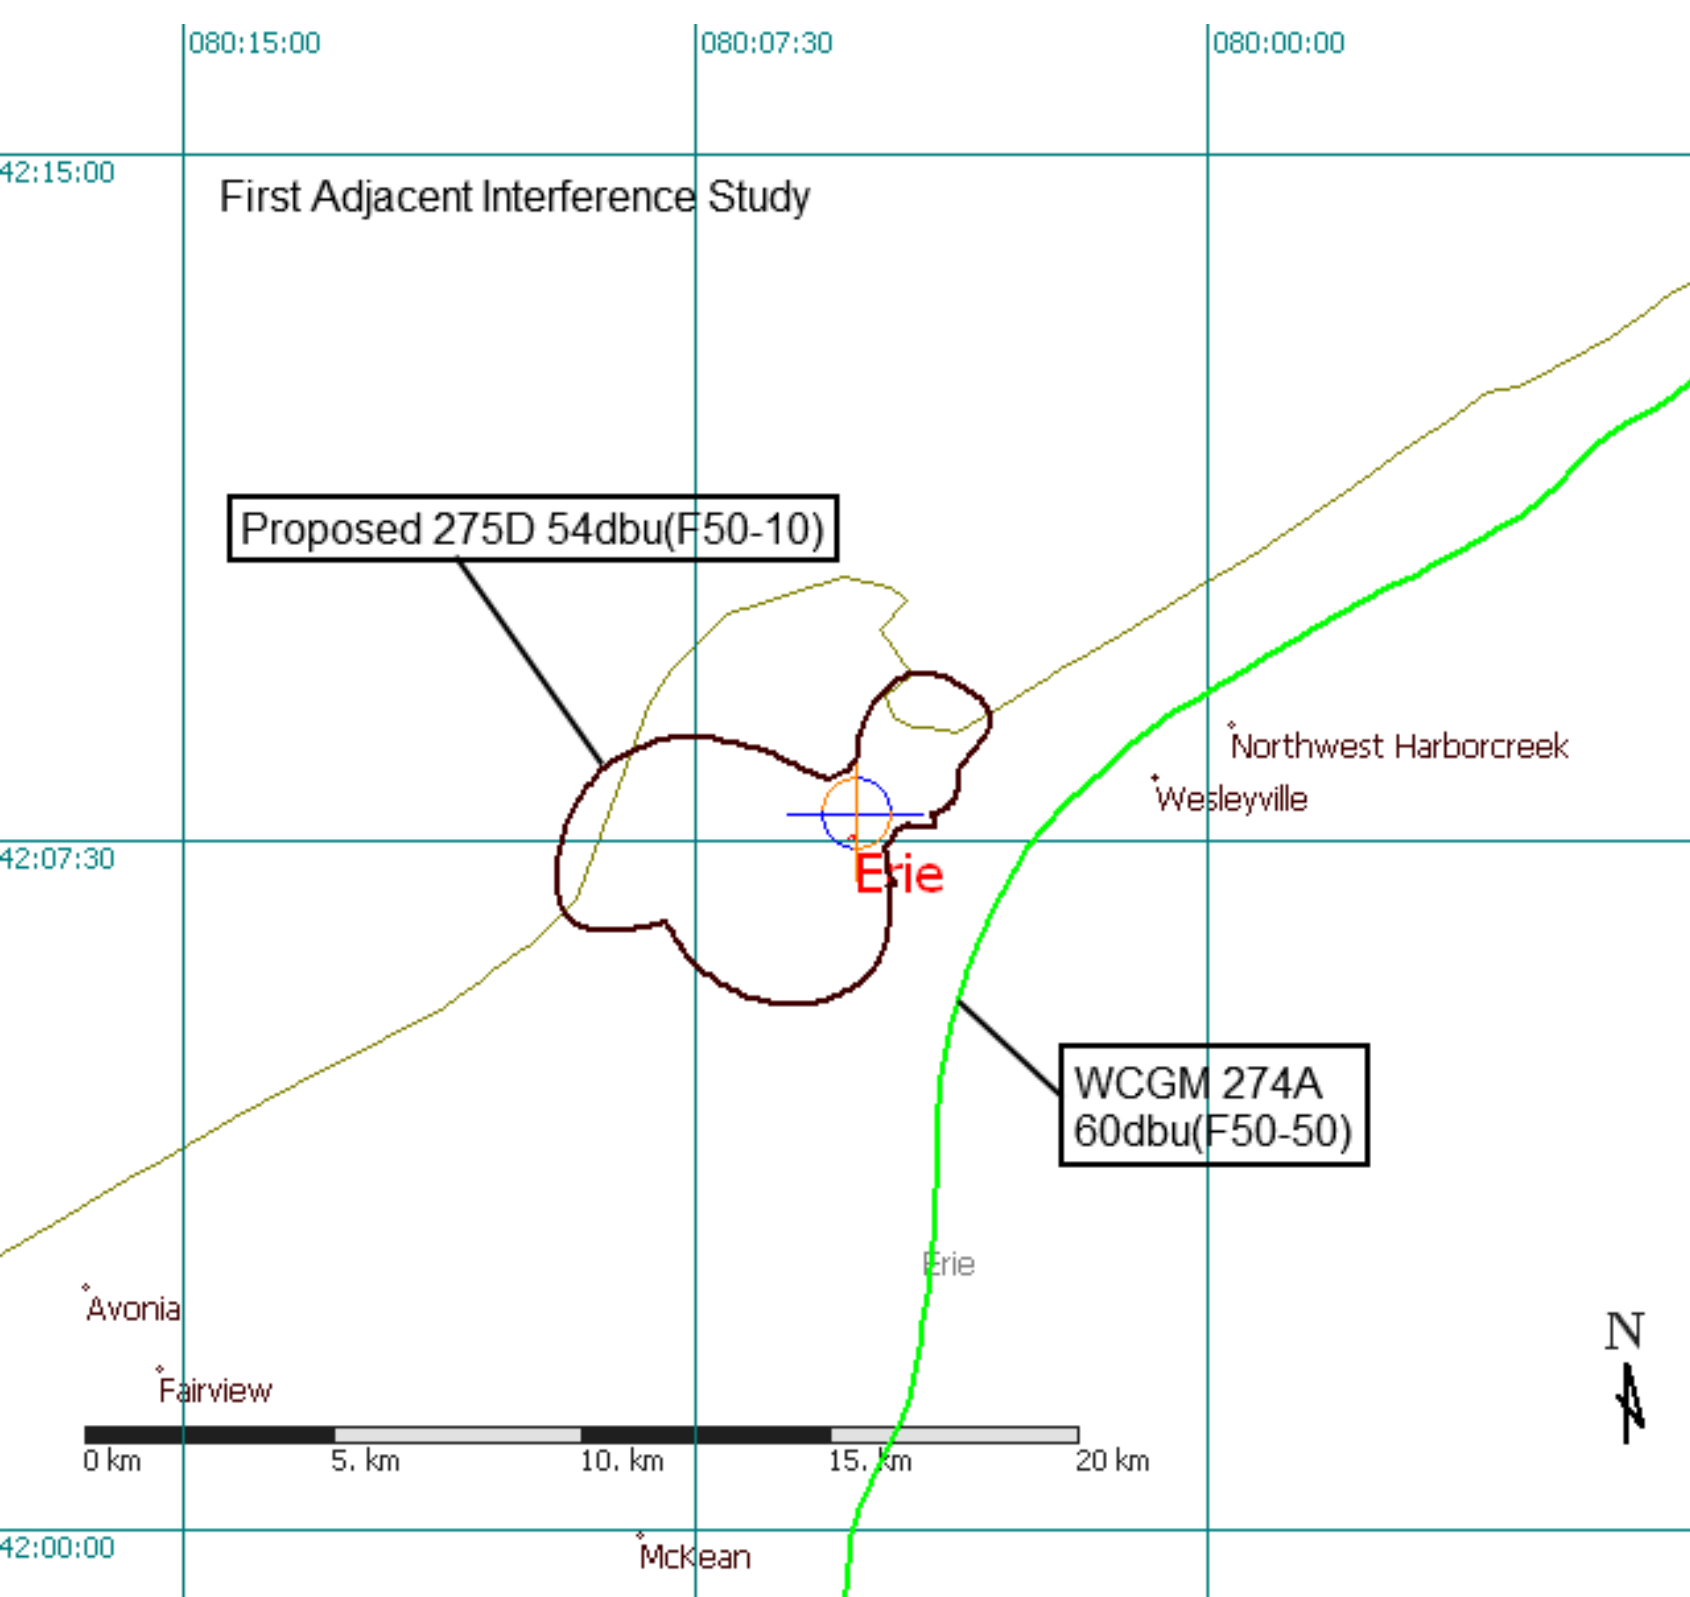 080:15:00
080:07:30
080:00:00
42:15:00
First Adjacent Interference Study
Proposed 275D 54dbu(F50-10)
Northwest Harborcreek
Wesleyville
42:07:30
Erie
WCGM 274A
60dbu(F50-50)
Erie
Avonia
N
Fairview
0 km
5. km
10. km
15. km
20 km
42:00:00
McKean